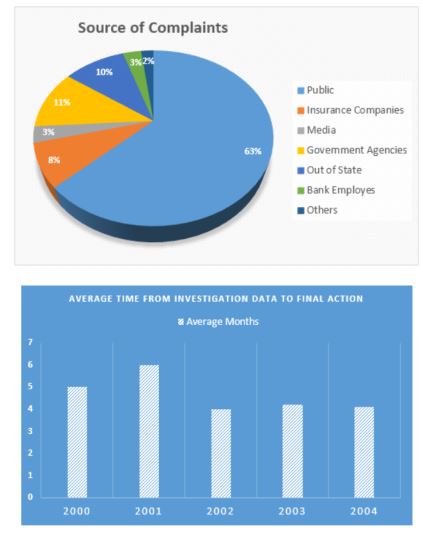 Source of Complaints
3%
2%
10%
11%
3%
8%
63%
Public
Insurance Companies
Media
Government Agencies
Out of State
Bank Employes
Others
AVERAGE TIME FROM INVESTIGATION DATA TO FINAL ACTION
Average Months
7
6
5
4
3
2
1
0
2000 2001 2002 2003 2004